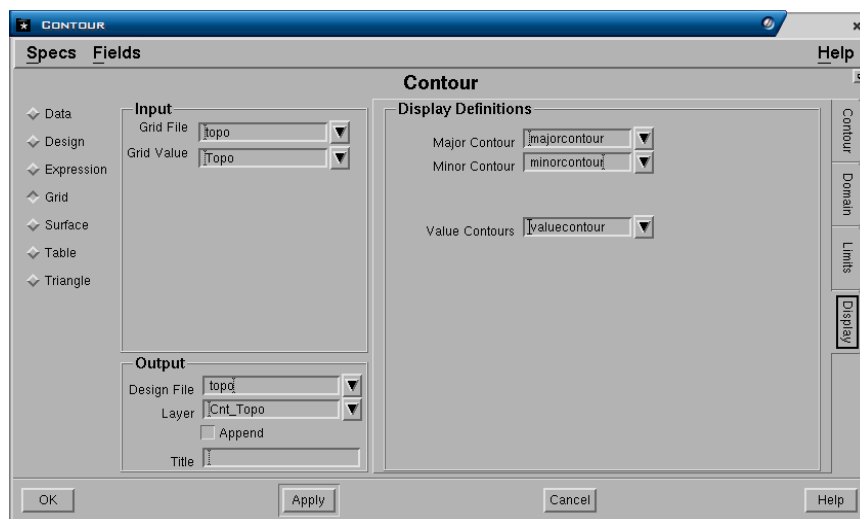 CONTOUR
Specs Fields Help
Contour
Data
Design
Expression
Grid
Surface
Table
Triangle
Input
Grid File topo
Grid Value Topo
Output
Design File topo
Layer Cnt_Topo
Append
Title
Display Definitions
Major Contour majorcontour
Minor Contour minorcontour
Value Contours valuecontour
Contour
Domain
Limits
Display
OK Apply Cancel Help